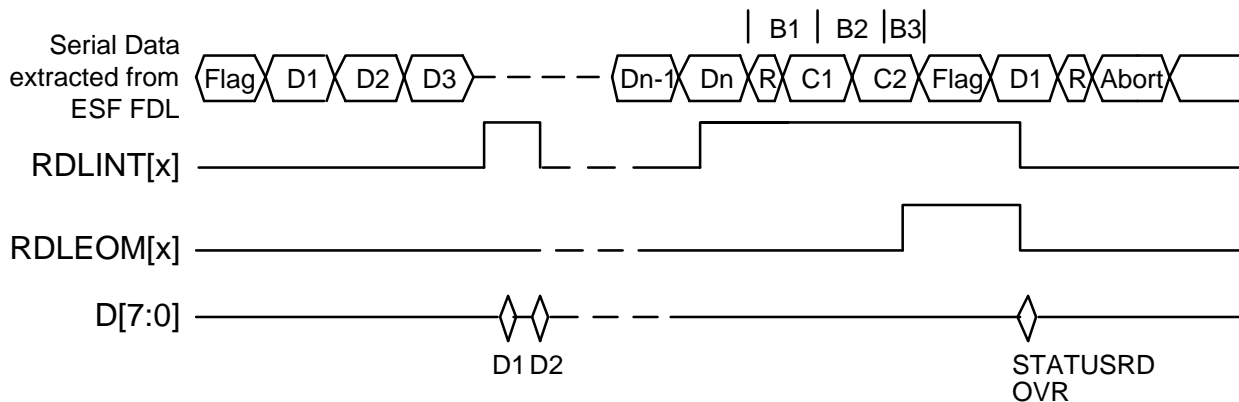 B1 B2 B3
Serial Data
extracted from
ESF FDL
Flag D1 D2 D3 Dn-1 Dn R C1 C2 Flag D1 R Abort
RDLINT[x]
RDLEOM[x]
D[7:0]
D1 D2
STATUSRD
OVR